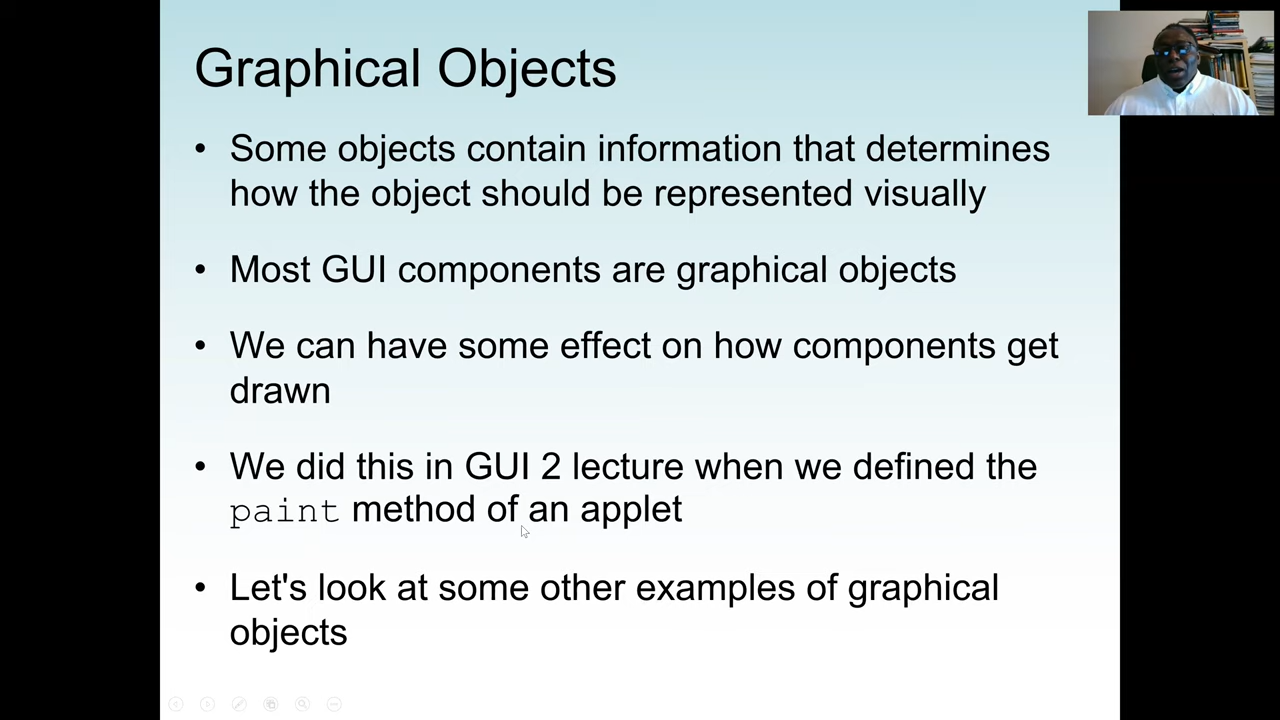 Graphical Objects
• Some objects contain information that determines
how the object should be represented visually
• Most GUI components are graphical objects
• We can have some effect on how components get
drawn
• We did this in GUI 2 lecture when we defined the
paint method of an applet
• Let's look at some other examples of graphical
objects